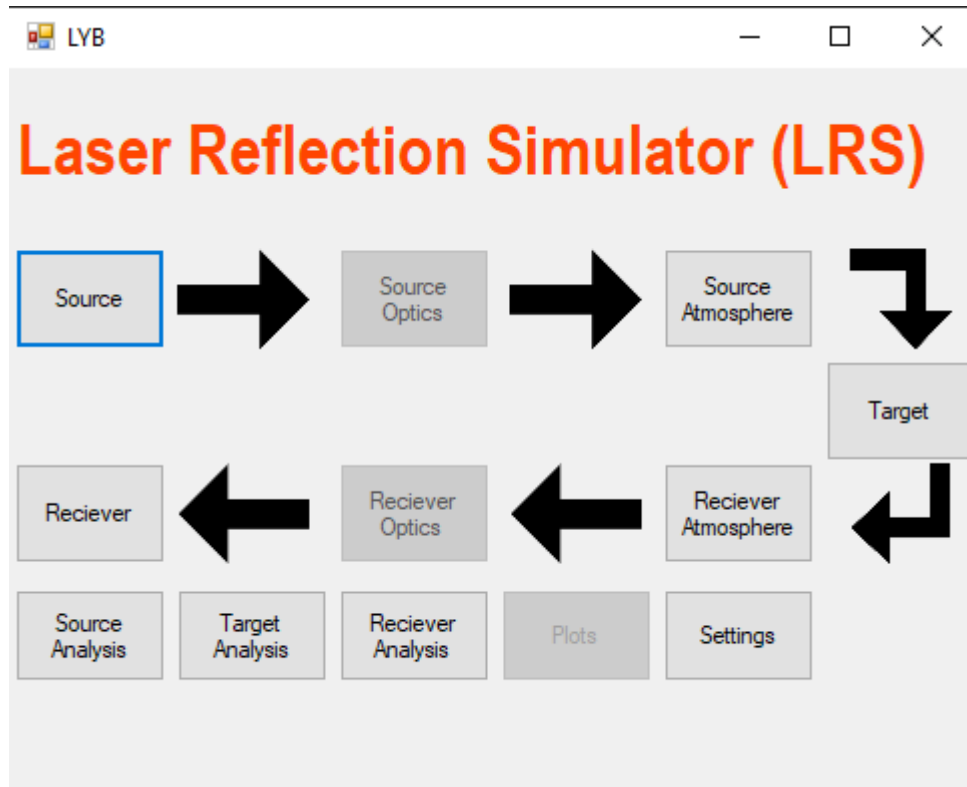 LYB
Laser Reflection Simulator (LRS)
Source
Source
Optics
Source
Atmosphere
Target
Reciever
Reciever
Optics
Reciever
Atmosphere
Source
Analysis
Target
Analysis
Reciever
Analysis
Plots
Settings